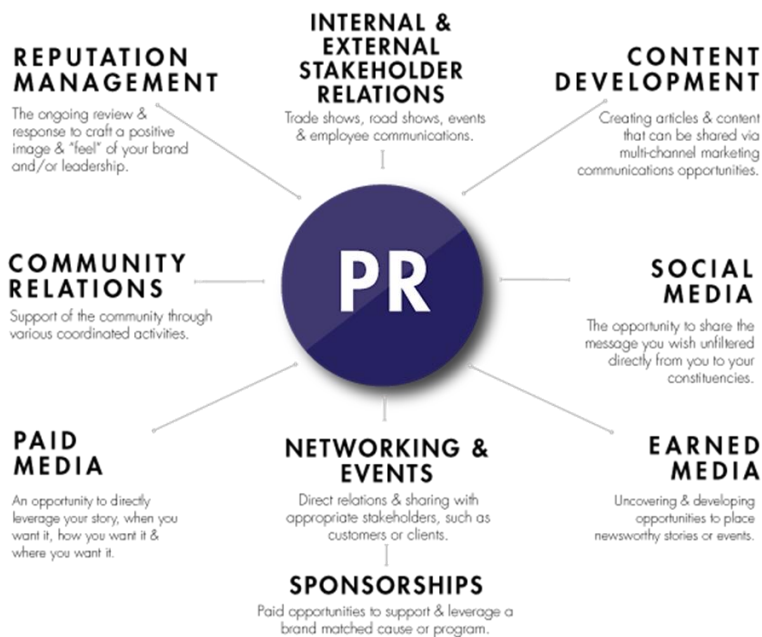 INTERNAL &
EXTERNAL
STAKEHOLDER
RELATIONS
Trade shows, road shows, events
& employee communications.
REPUTATION
MANAGEMENT
The ongoing review &
response to craft a positive
image & "feel" of your brand
and/or leadership.
CONTENT
DEVELOPMENT
Creating articles & content
that can be shared via
multi-channel marketing
communications opportunities.
PR
COMMUNITY
RELATIONS
Support of the community through
various coordinated activities.
SOCIAL
MEDIA
The opportunity to share the
message you wish unfiltered
directly from you to your
constituencies.
PAID
MEDIA
An opportunity to directly
leverage your story, when you
want it, how you want it &
where you want it.
NETWORKING &
EVENTS
Direct relations & sharing with
appropriate stakeholders, such as
customers or clients.
EARNED
MEDIA
Uncovering & developing
opportunities to place
newsworthy stories or events.
SPONSORSHIPS
Paid opportunities to support & leverage a
brand matched cause or program.